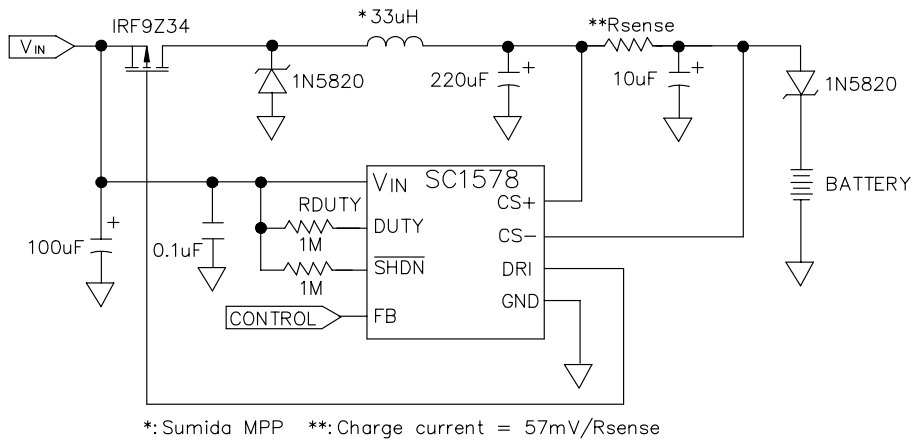 IRF9Z34
*33uH
**Rsense
VIN
1N5820
220uF
10uF
1N5820
VIN
SC1578
RDUTY
CS+
BATTERY
DUTY
1M
CS-
100uF
0.1uF
SHDN
DRI
1M
GND
CONTROL
FB
*: Sumida MPP **: Charge current = 57mV/Rsense